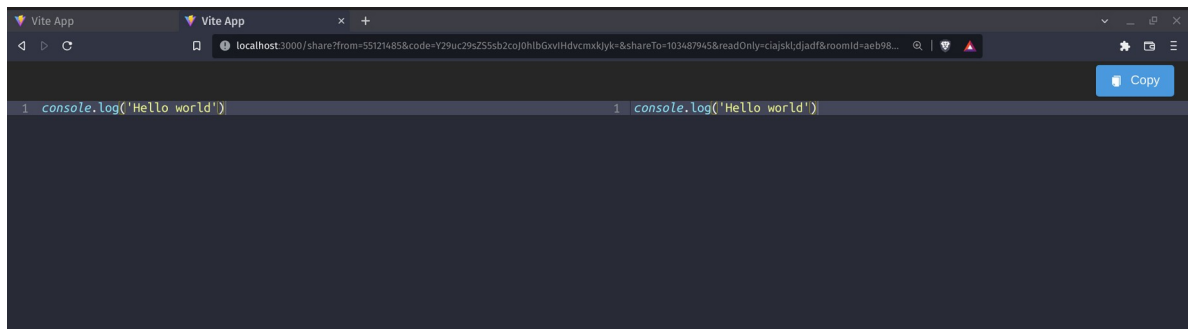 Vite App
Vite App
localhost:3000/share?from=55121485&code=Y29uc29sZS5sb2coJ0hlbGxvIHdvcmxkJyk=&shareTo=103487945&readOnly=ciajskl;djadf&roomId=aeb98...
Copy
1 console.log('Hello world')
1 console.log('Hello world')